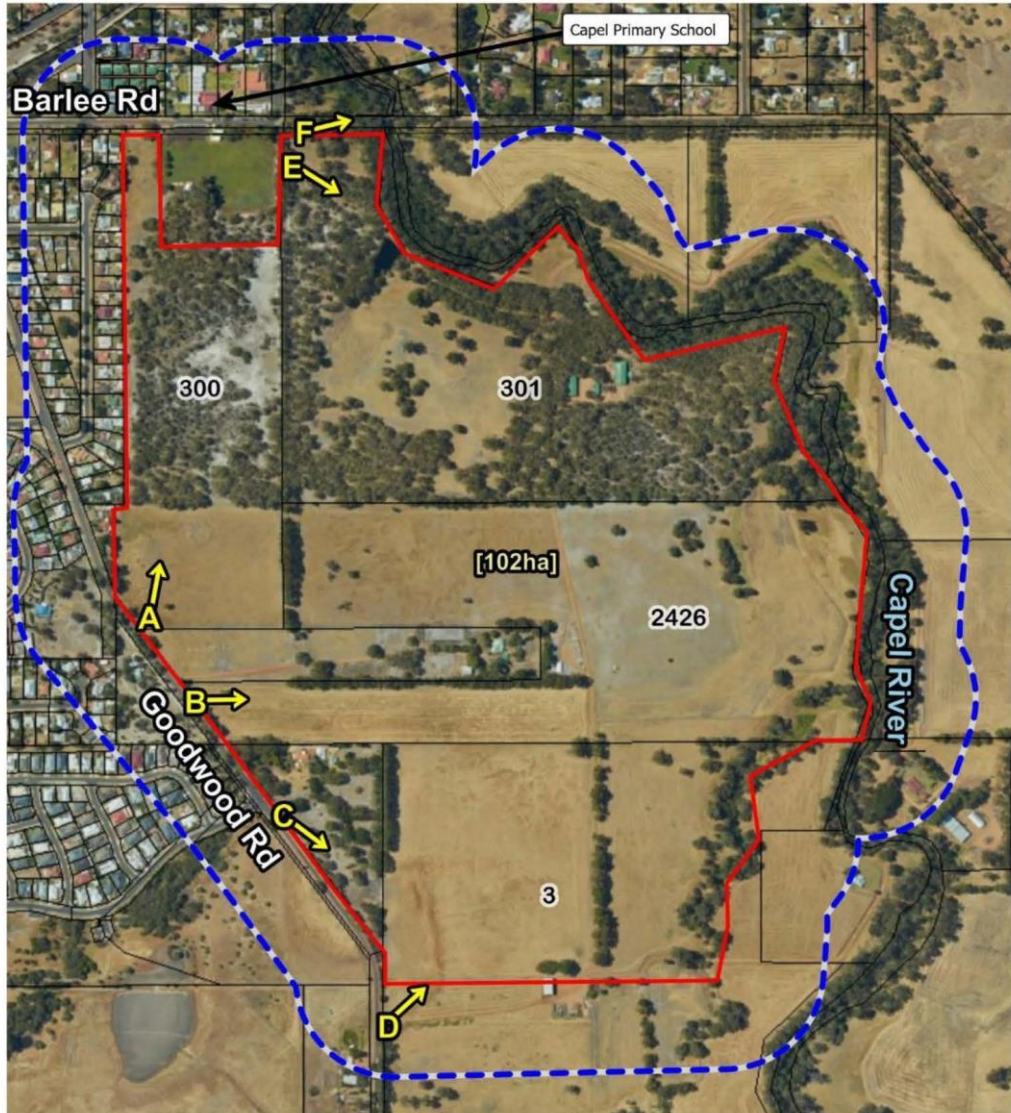 Capel Primary School
Barlee Rd
F
E
300
301
[102ha]
A
2426
B
Capel River
Goodwood Rd
C
3
D